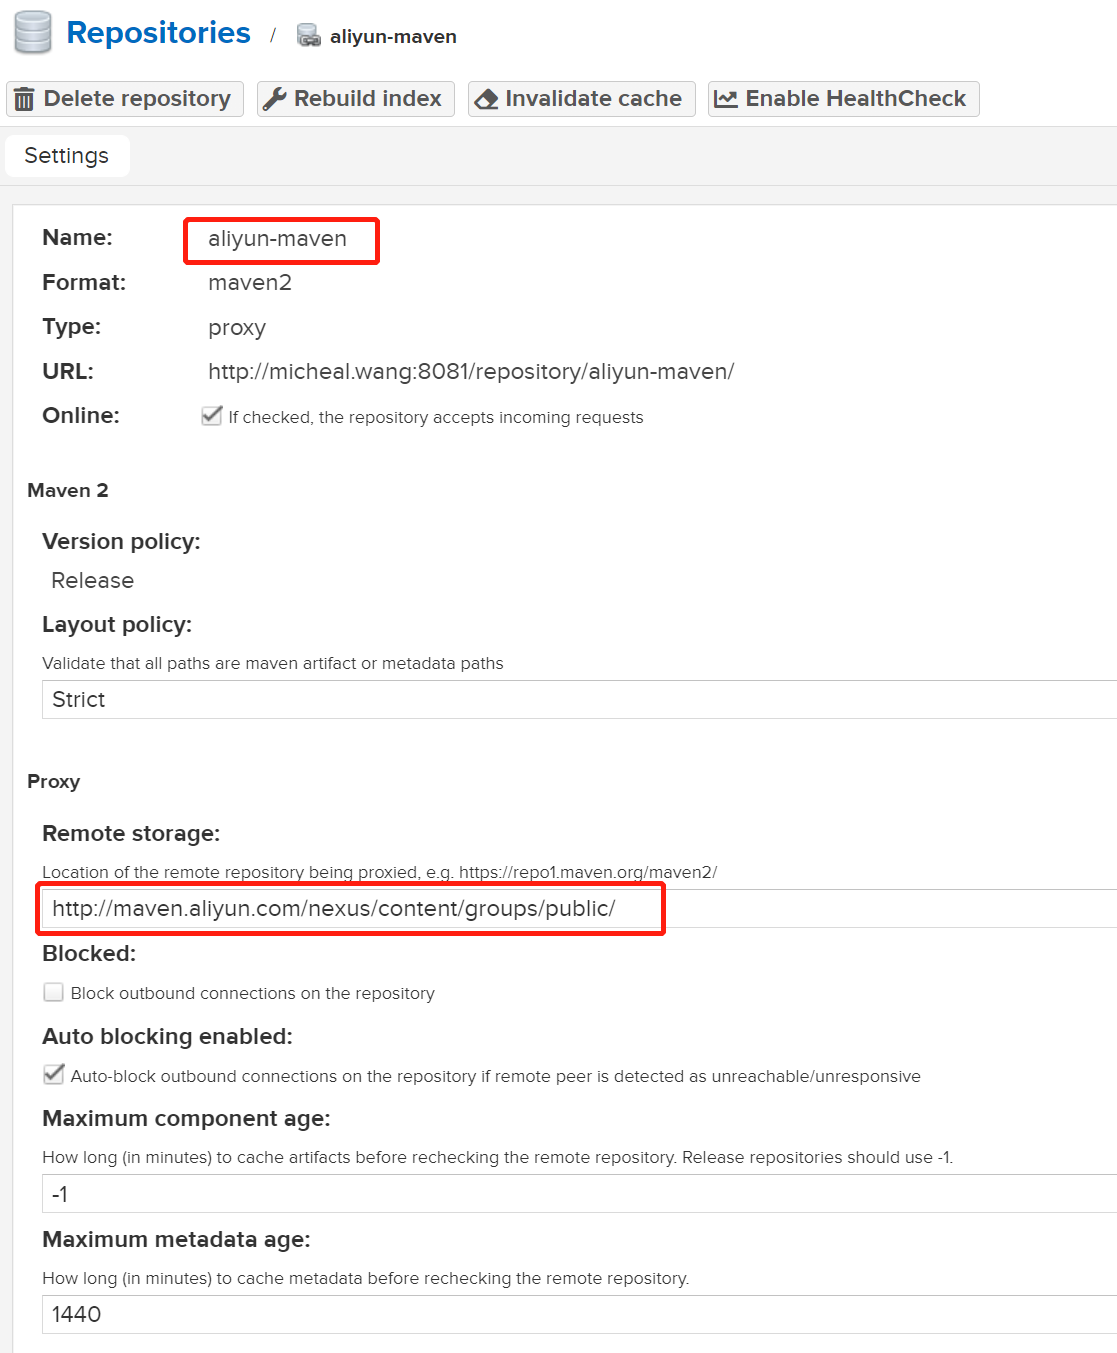 Repositories / aliyun-maven
Delete repository Rebuild index Invalidate cache Enable HealthCheck
Settings
Name: aliyun-maven
Format: maven2
Type: proxy
URL: http://micheal.wang:8081/repository/aliyun-maven/
Online: If checked, the repository accepts incoming requests
Maven 2
Version policy:
Release
Layout policy:
Validate that all paths are maven artifact or metadata paths
Strict
Proxy
Remote storage:
Location of the remote repository being proxied, e.g. https://repo1.maven.org/maven2/
http://maven.aliyun.com/nexus/content/groups/public/
Blocked:
Block outbound connections on the repository
Auto blocking enabled:
Auto-block outbound connections on the repository if remote peer is detected as unreachable/unresponsive
Maximum component age:
How long (in minutes) to cache artifacts before rechecking the remote repository. Release repositories should use -1.
-1
Maximum metadata age:
How long (in minutes) to cache metadata before rechecking the remote repository.
1440